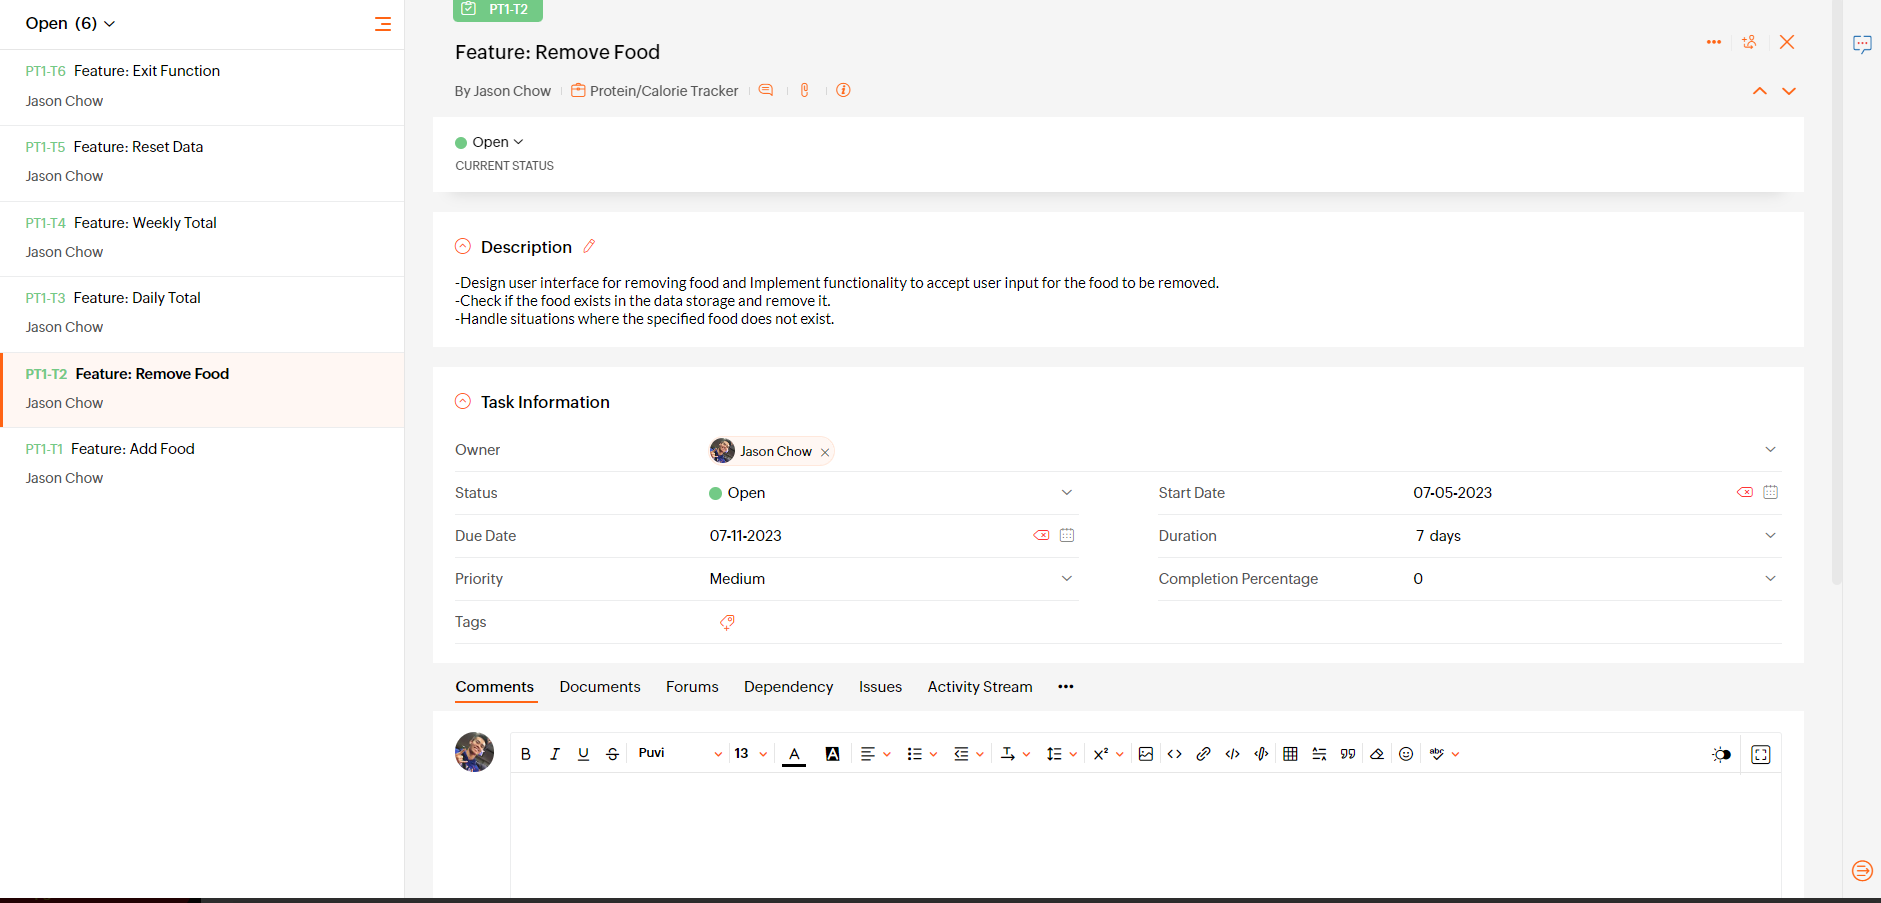 Open (6)
PT1-T6 Feature: Exit Function
Jason Chow
PT1-T5 Feature: Reset Data
Jason Chow
PT1-T4 Feature: Weekly Total
Jason Chow
PT1-T3 Feature: Daily Total
Jason Chow
PT1-T2 Feature: Remove Food
Jason Chow
PT1-T1 Feature: Add Food
Jason Chow
PT1-T2
Feature: Remove Food
By Jason Chow Protein/Calorie Tracker
Open
CURRENT STATUS
Description
-Design user interface for removing food and Implement functionality to accept user input for the food to be removed.
-Check if the food exists in the data storage and remove it.
-Handle situations where the specified food does not exist.
Task Information
Owner Jason Chow
Status Open Start Date 07-05-2023
Due Date 07-11-2023 Duration 7 days
Priority Medium Completion Percentage 0
Tags
Comments Documents Forums Dependency Issues Activity Stream
B I U S Puvi 13 A A T X² abc